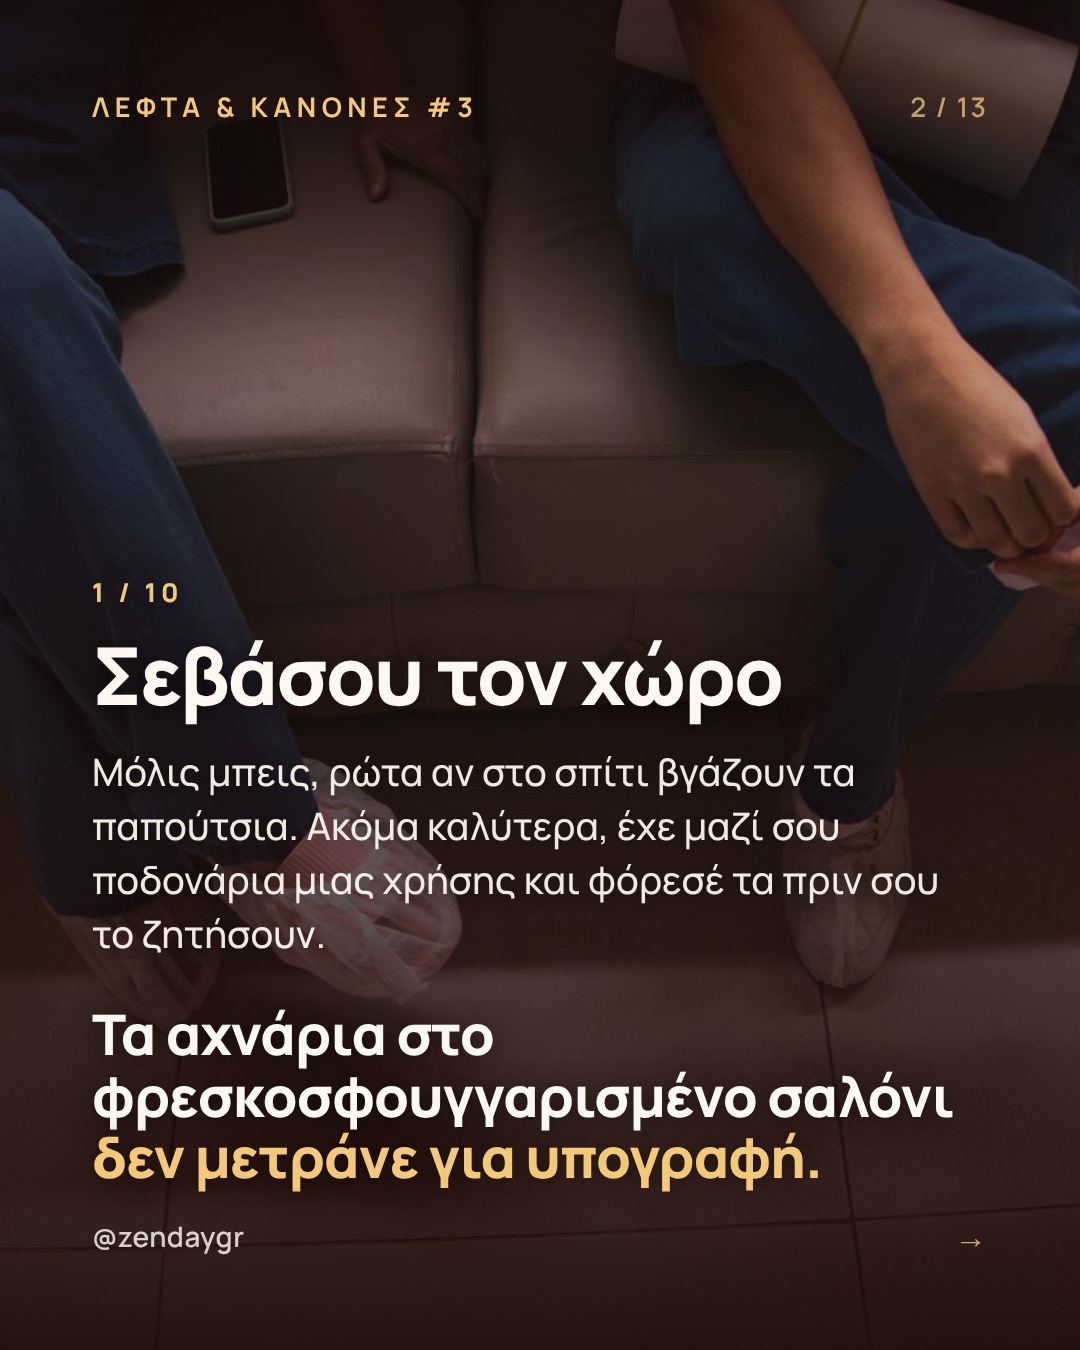 ΛΕΦΤΑ & ΚΑΝΟΝΕΣ #3
2 / 13
1 / 10
Σεβάσου τον χώρο
Μόλις μπεις, ρώτα αν στο σπίτι βγάζουν τα
παπούτσια. Ακόμα καλύτερα, έχε μαζί σου
ποδονάρια μιας χρήσης και φόρεσέ τα πριν σου
το ζητήσουν.
Τα αχνάρια στο
φρεσκοσφουγγαρισμένο σαλόνι
δεν μετράνε για υπογραφή.
@zendaygr
→